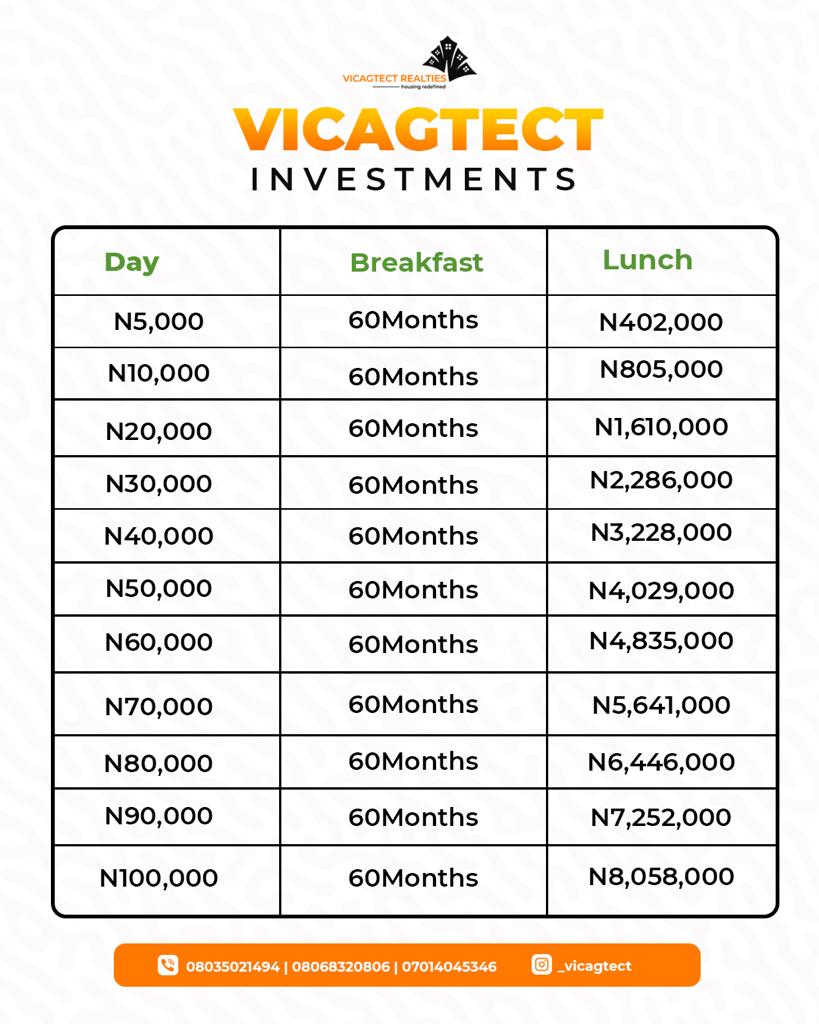 VICAGTECT REALTIES
housing redefined
VICAGTECT
INVESTMENTS
Day Breakfast Lunch
N5,000 60Months N402,000
N10,000 60Months N805,000
N20,000 60Months N1,610,000
N30,000 60Months N2,286,000
N40,000 60Months N3,228,000
N50,000 60Months N4,029,000
N60,000 60Months N4,835,000
N70,000 60Months N5,641,000
N80,000 60Months N6,446,000
N90,000 60Months N7,252,000
N100,000 60Months N8,058,000
08035021494 | 08068320806 | 07014045346 _vicagtect